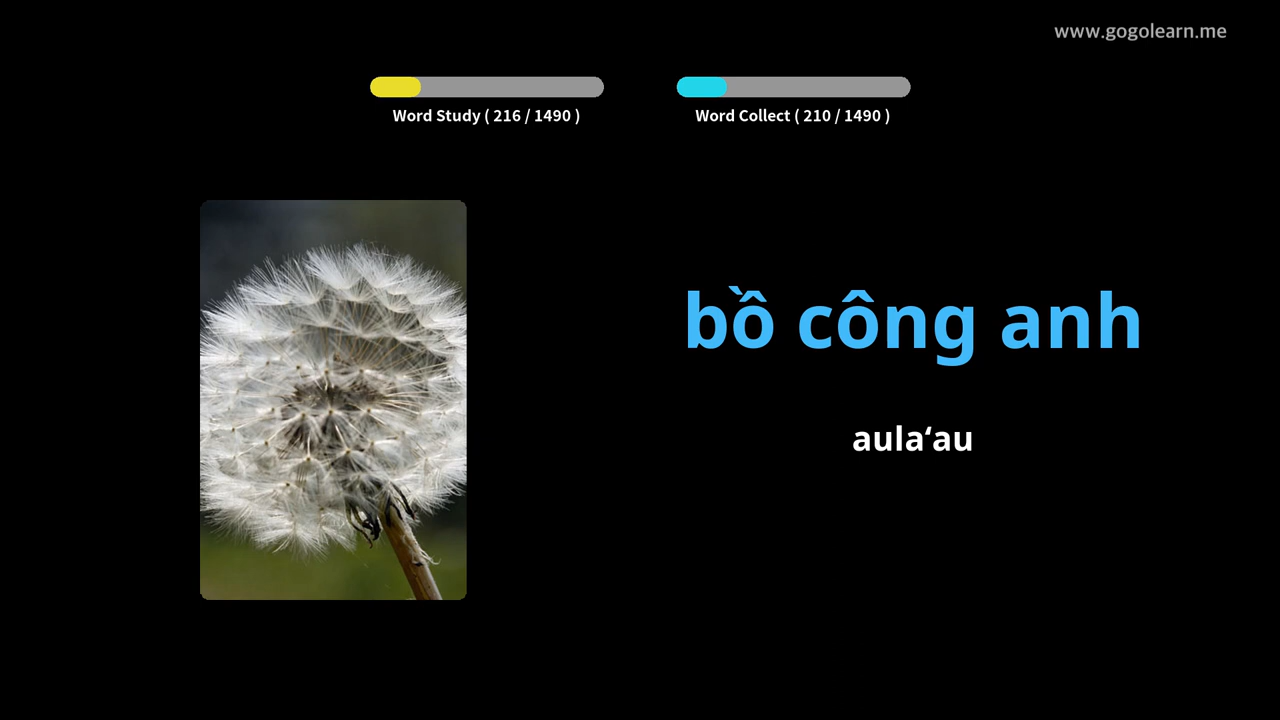 www.gogolearn.me
Word Study ( 216 / 1490 )
Word Collect ( 210 / 1490 )
bồ công anh
aulaʻau